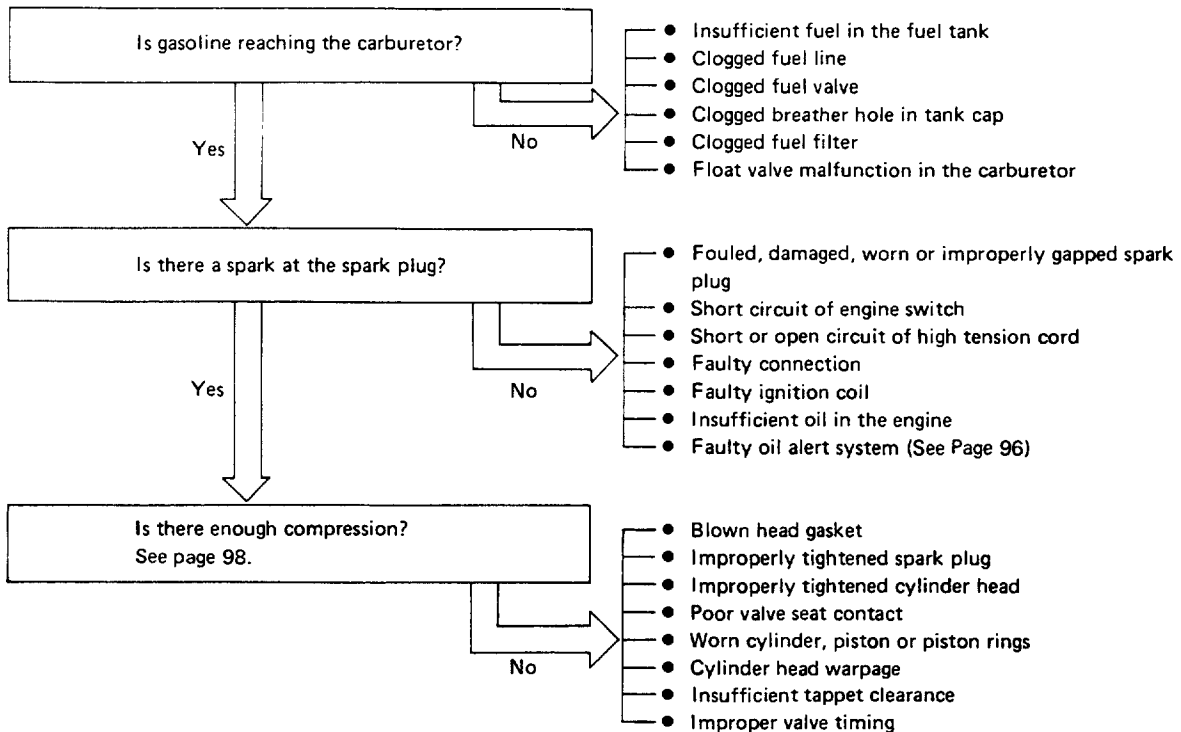 Is gasoline reaching the carburetor?
No
Yes
• Insufficient fuel in the fuel tank
• Clogged fuel line
• Clogged fuel valve
• Clogged breather hole in tank cap
• Clogged fuel filter
• Float valve malfunction in the carburetor
Is there a spark at the spark plug?
No
Yes
• Fouled, damaged, worn or improperly gapped spark
plug
• Short circuit of engine switch
• Short or open circuit of high tension cord
• Faulty connection
• Faulty ignition coil
• Insufficient oil in the engine
• Faulty oil alert system (See Page 96)
Is there enough compression?
See page 98.
No
• Blown head gasket
• Improperly tightened spark plug
• Improperly tightened cylinder head
• Poor valve seat contact
• Worn cylinder, piston or piston rings
• Cylinder head warpage
• Insufficient tappet clearance
• Improper valve timing